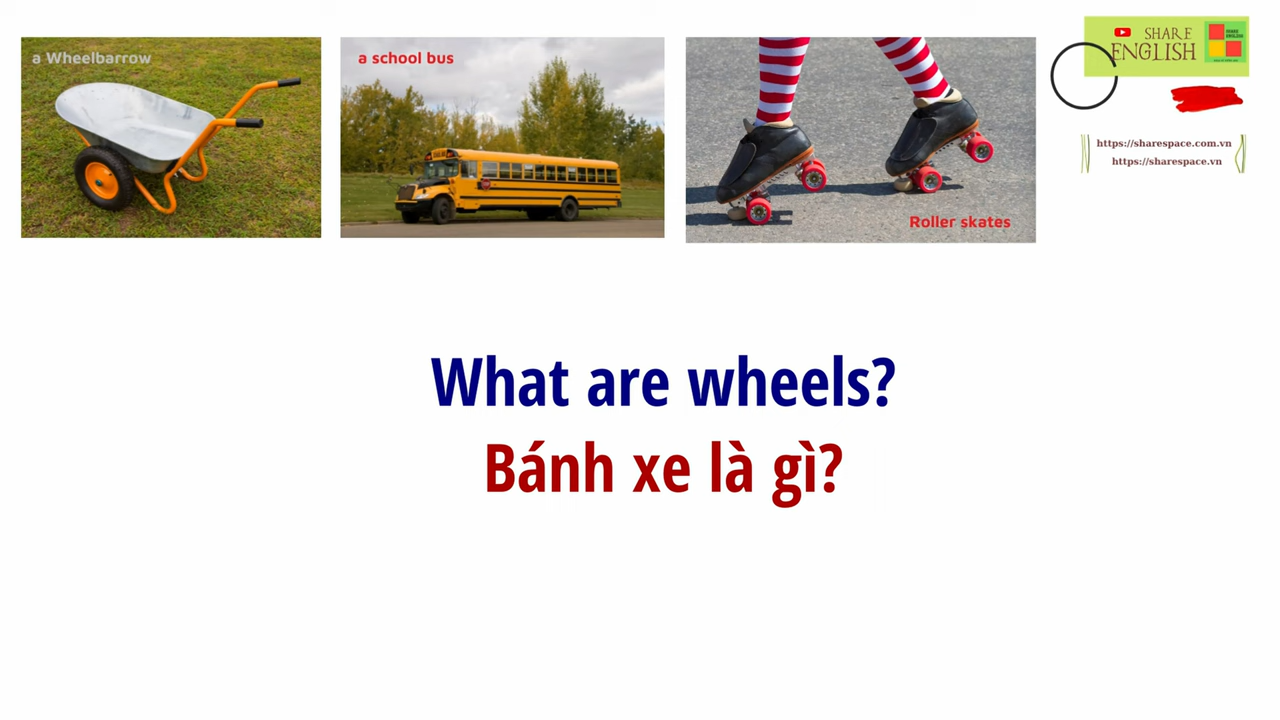 a Wheelbarrow
a school bus
Roller skates
SHARE
ENGLISH
https://sharespace.com.vn
https://sharespace.vn
What are wheels?
Bánh xe là gì?